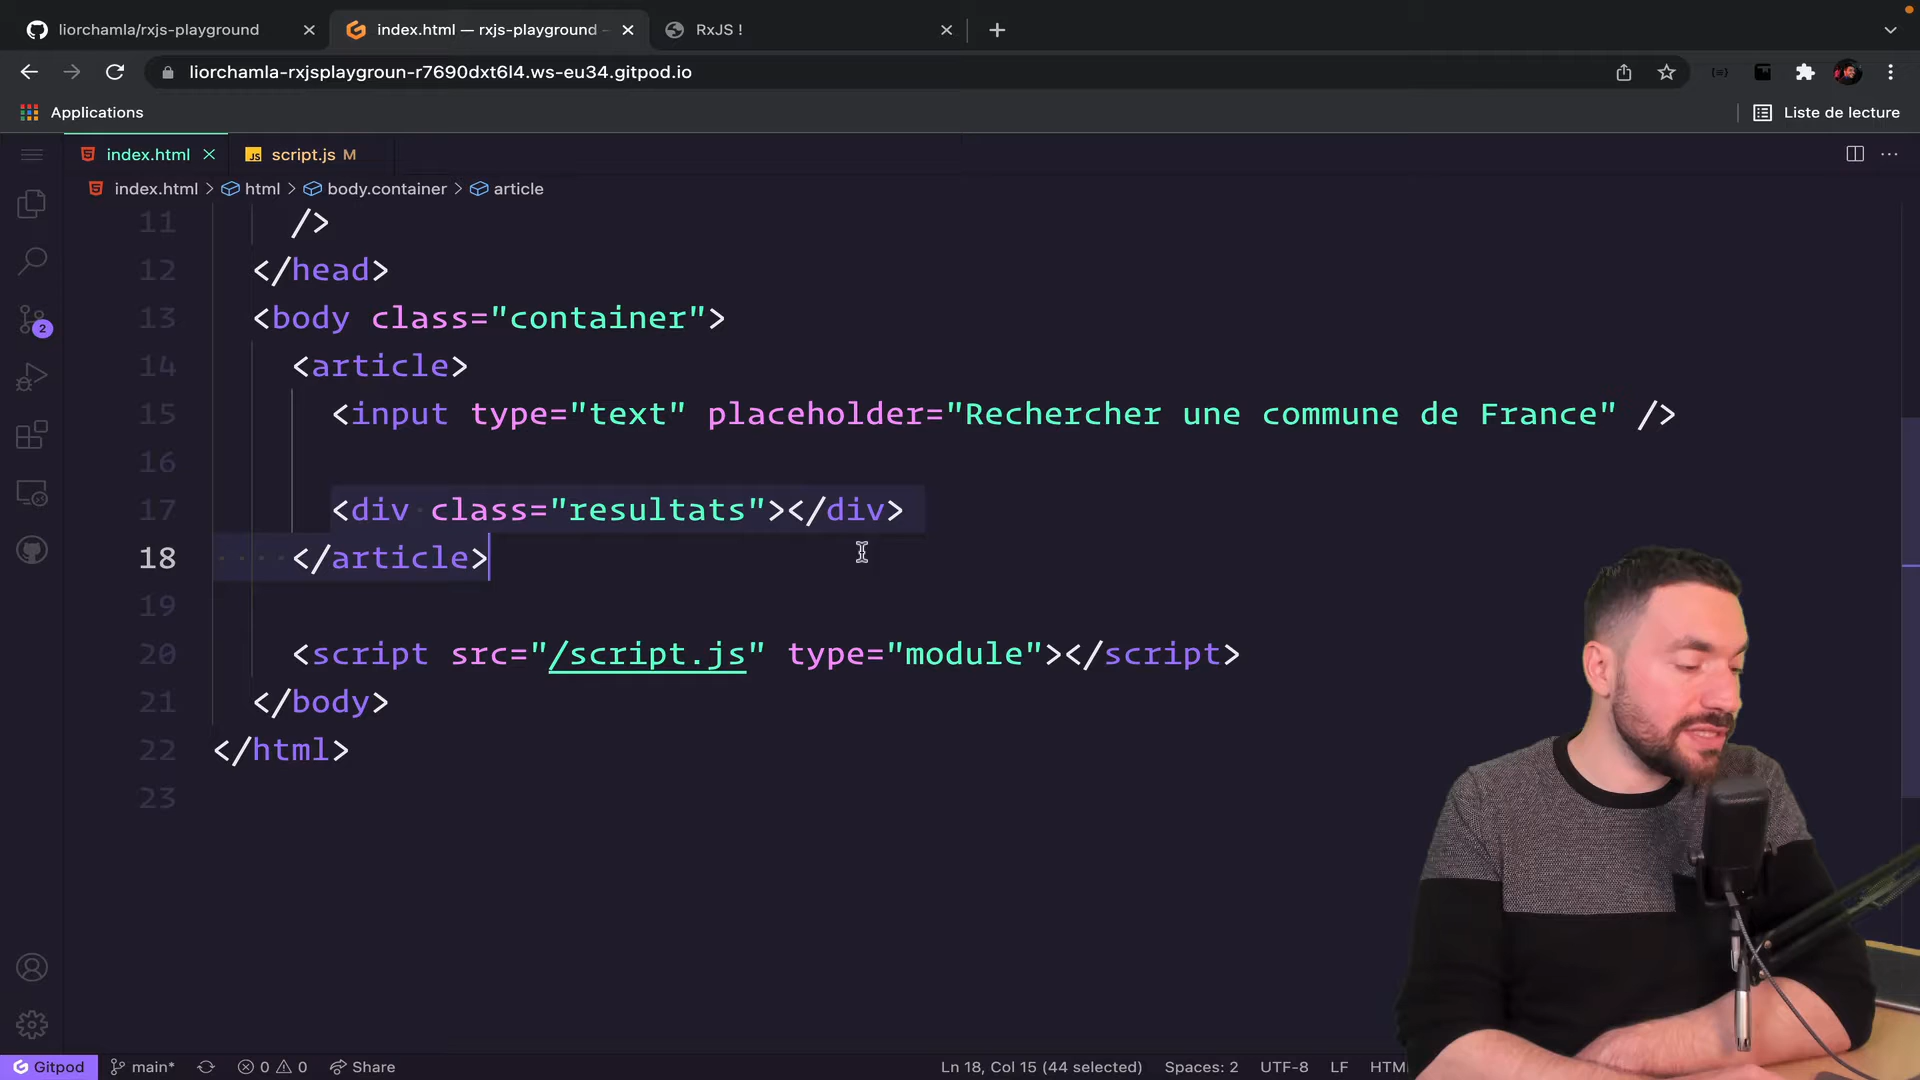 liorchamla/rxjs-playground
index.html — rxjs-playground -
RxJS !
liorchamla-rxjsplaygroun-r7690dxt6l4.ws-eu34.gitpod.io
Applications
Liste de lecture
index.html
JS script.js M
index.html > html > body.container > article
11 />
12 </head>
13 <body class="container">
14 <article>
15 <input type="text" placeholder="Rechercher une commune de France" />
16
17 <div class="resultats"></div>
18 </article>
19
20 <script src="/script.js" type="module"></script>
21 </body>
22 </html>
23
2
Gitpod main* 0 0 Share Ln 18, Col 15 (44 selected) Spaces: 2 UTF-8 LF